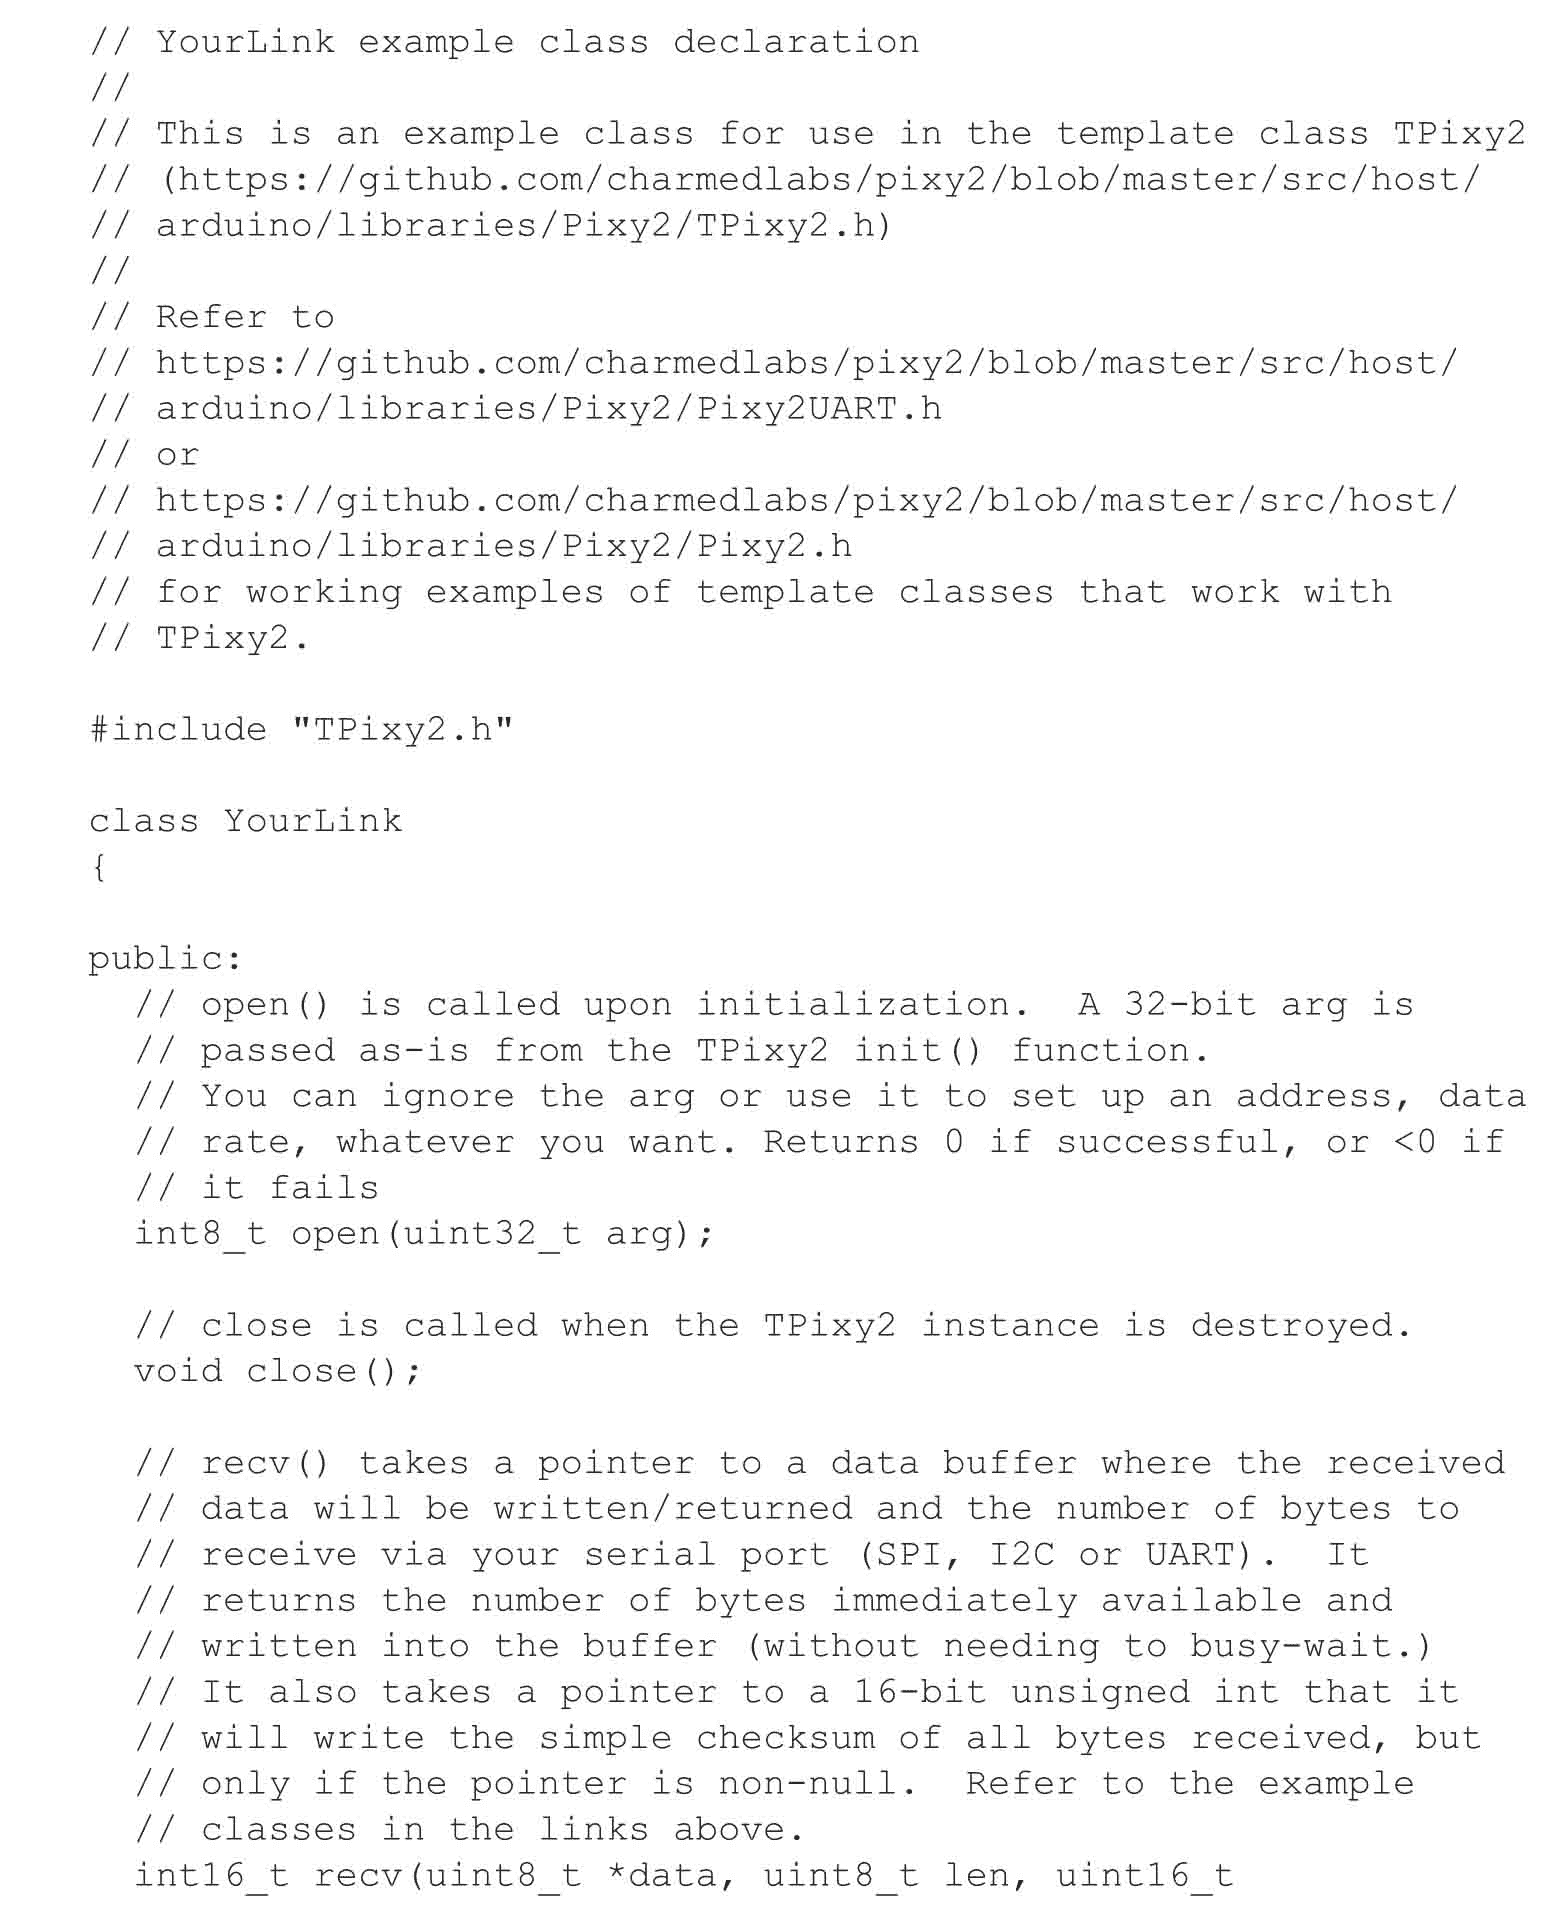 // YourLink example class declaration
//
// This is an example class for use in the template class TPixy2
// (https://github.com/charmedlabs/pixy2/blob/master/src/host/
// arduino/libraries/Pixy2/TPixy2.h)
//
// Refer to
// https://github.com/charmedlabs/pixy2/blob/master/src/host/
// arduino/libraries/Pixy2/Pixy2UART.h
// or
// https://github.com/charmedlabs/pixy2/blob/master/src/host/
// arduino/libraries/Pixy2/Pixy2.h
// for working examples of template classes that work with
// TPixy2.

#include "TPixy2.h"

class YourLink
{

public:
  // open() is called upon initialization.  A 32-bit arg is
  // passed as-is from the TPixy2 init() function.
  // You can ignore the arg or use it to set up an address, data
  // rate, whatever you want. Returns 0 if successful, or <0 if
  // it fails
  int8_t open(uint32_t arg);

  // close is called when the TPixy2 instance is destroyed.
  void close();

  // recv() takes a pointer to a data buffer where the received
  // data will be written/returned and the number of bytes to
  // receive via your serial port (SPI, I2C or UART).  It
  // returns the number of bytes immediately available and
  // written into the buffer (without needing to busy-wait.)
  // It also takes a pointer to a 16-bit unsigned int that it
  // will write the simple checksum of all bytes received, but
  // only if the pointer is non-null.  Refer to the example
  // classes in the links above.
  int16_t recv(uint8_t *data, uint8_t len, uint16_t